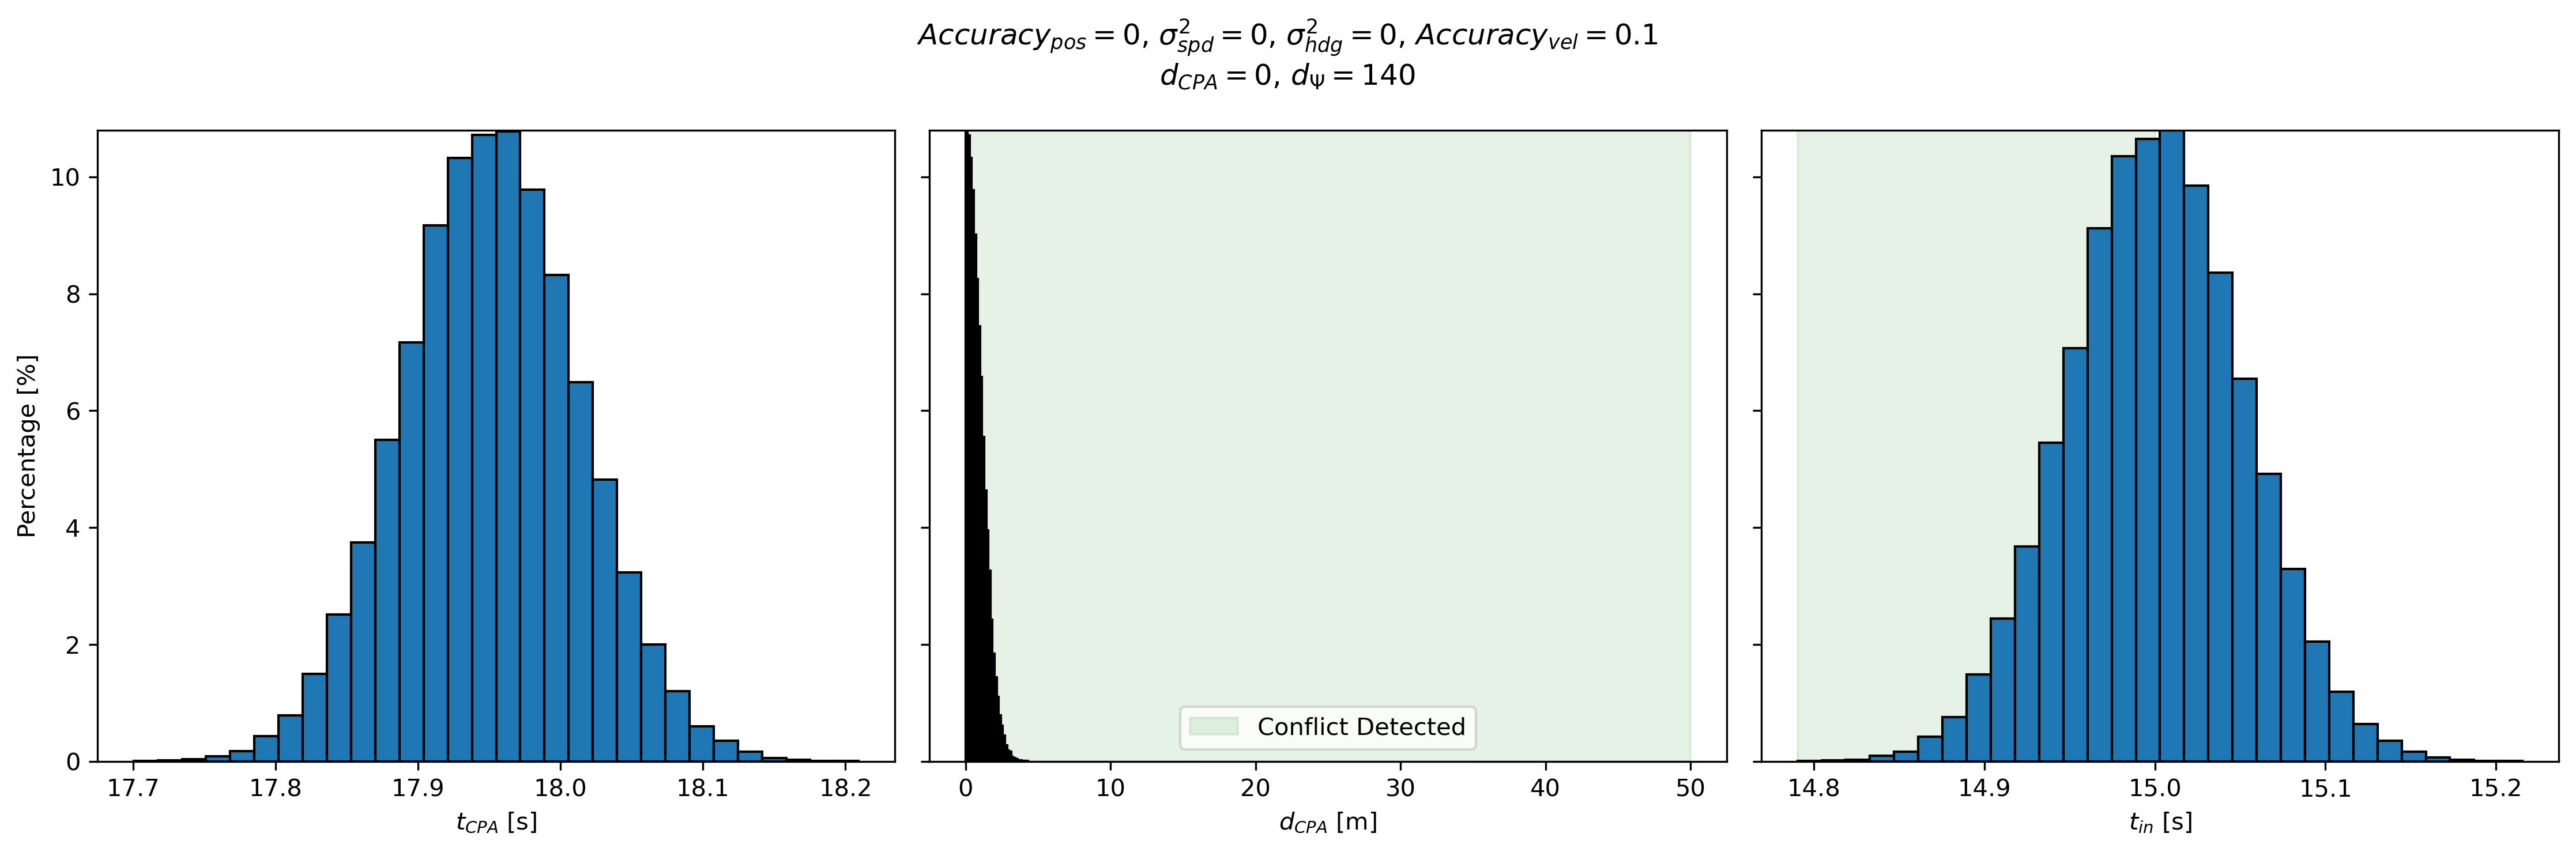 Accuracy_pos = 0, σ²_spd = 0, σ²_hdg = 0, Accuracy_vel = 0.1
d_CPA = 0, d_ψ = 140
Percentage [%]
10
8
6
4
2
0
17.7 17.8 17.9 18.0 18.1 18.2
t_CPA [s]
Conflict Detected
0 10 20 30 40 50
d_CPA [m]
14.8 14.9 15.0 15.1 15.2
t_in [s]